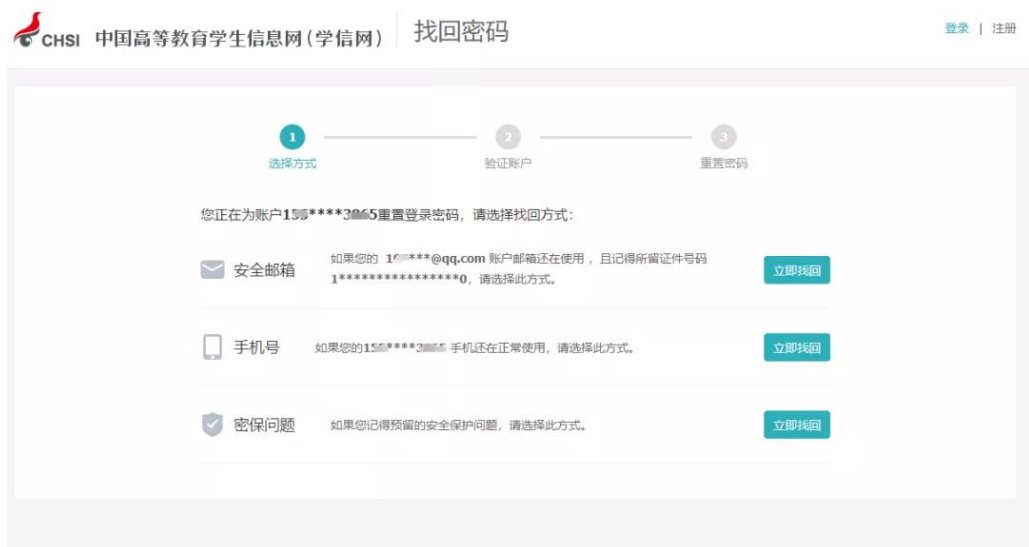 CHSI 中国高等教育学生信息网(学信网) 找回密码 登录 | 注册
1 2 3
选择方式 验证账户 重置密码
您正在为账户155****3865重置登录密码，请选择找回方式：
安全邮箱 如果您的 ***@qq.com 账户邮箱还在使用 ，且记得所留证件号码 立即找回
1****************0，请选择此方式。
手机号 如果您的155****3 手机还在正常使用，请选择此方式。 立即找回
密保问题 如果您记得预留的安全保护问题，请选择此方式。 立即找回